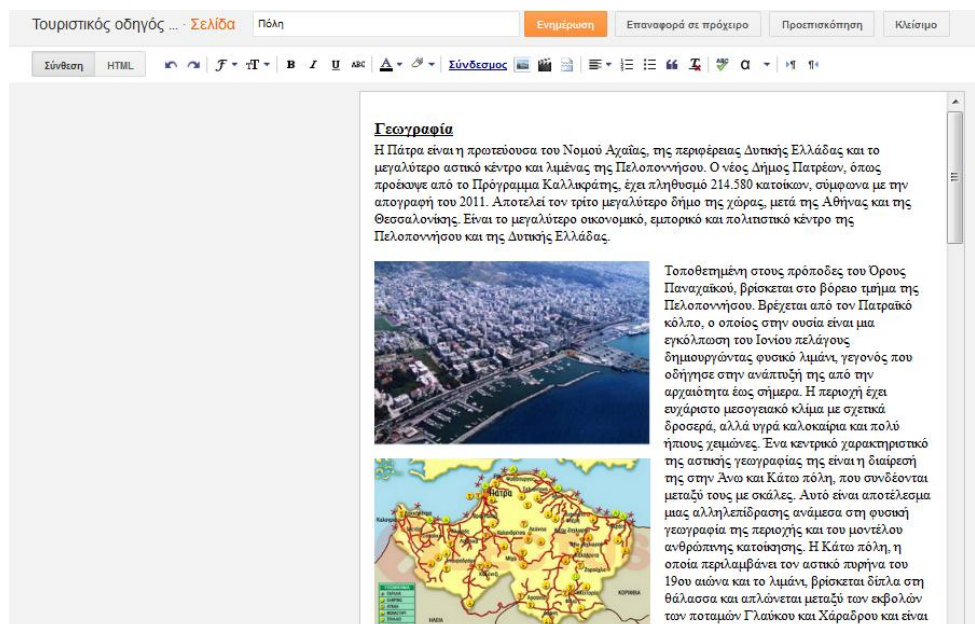 Τουριστικός οδηγός ... · Σελίδα Πόλη Ενημέρωση Επαναφορά σε πρόχειρο Προεπισκόπηση Κλείσιμο
Σύνθεση HTML B I U ABC A Σύνδεσμος
Γεωγραφία
Η Πάτρα είναι η πρωτεύουσα του Νομού Αχαΐας, της περιφέρειας Δυτικής Ελλάδας και το
μεγαλύτερο αστικό κέντρο και λιμένας της Πελοποννήσου. Ο νέος Δήμος Πατρέων, όπως
προέκυψε από το Πρόγραμμα Καλλικράτης, έχει πληθυσμό 214.580 κατοίκων, σύμφωνα με την
απογραφή του 2011. Αποτελεί τον τρίτο μεγαλύτερο δήμο της χώρας, μετά της Αθήνας και της
Θεσσαλονίκης. Είναι το μεγαλύτερο οικονομικό, εμπορικό και πολιτιστικό κέντρο της
Πελοποννήσου και της Δυτικής Ελλάδας.
Τοποθετημένη στους πρόποδες του Όρους
Παναχαϊκού, βρίσκεται στο βόρειο τμήμα της
Πελοποννήσου. Βρέχεται από τον Πατραϊκό
κόλπο, ο οποίος στην ουσία είναι μια
εγκόλπωση του Ιονίου πελάγους
δημιουργώντας φυσικό λιμάνι, γεγονός που
οδήγησε στην ανάπτυξή της από την
αρχαιότητα έως σήμερα. Η περιοχή έχει
ευχάριστο μεσογειακό κλίμα με σχετικά
δροσερά, αλλά υγρά καλοκαίρια και πολύ
ήπιους χειμώνες. Ένα κεντρικό χαρακτηριστικό
της αστικής γεωγραφίας της είναι η διαίρεσή
της στην Άνω και Κάτω πόλη, που συνδέονται
μεταξύ τους με σκάλες. Αυτό είναι αποτέλεσμα
μιας αλληλεπίδρασης ανάμεσα στη φυσική
γεωγραφία της περιοχής και του μοντέλου
ανθρώπινης κατοίκησης. Η Κάτω πόλη, η
οποία περιλαμβάνει τον αστικό πυρήνα του
19ου αιώνα και το λιμάνι, βρίσκεται δίπλα στη
θάλασσα και απλώνεται μεταξύ των εκβολών
των ποταμών Γλαύκου και Χάραδρου και είναι
Πάτρα
ΚΟΡΙΝΘΙΑ
ΗΛΕΙΑ